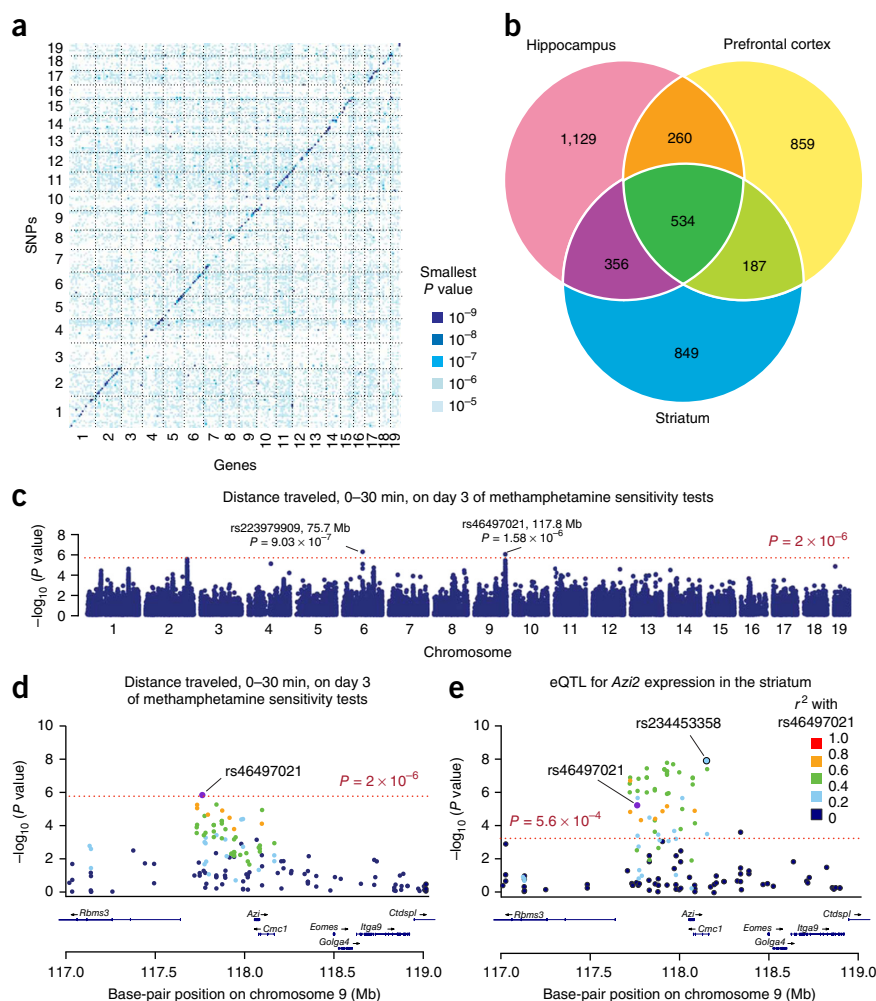 a
19
18
17
16
15
14
13
12
11
10
9
8
7
6
5
4
3
2
1
SNPs
1
2
3
4
5
6
7
8
9
10
11
12
13
14
15
16
17
18
19
Genes
Smallest
P value
10⁻⁹
10⁻⁸
10⁻⁷
10⁻⁶
10⁻⁵
b
Hippocampus
Prefrontal cortex
1,129
260
859
534
356
187
849
Striatum
c
Distance traveled, 0–30 min, on day 3 of methamphetamine sensitivity tests
rs223979909, 75.7 Mb
P = 9.03 × 10⁻⁷
rs46497021, 117.8 Mb
P = 1.58 × 10⁻⁶
P = 2 × 10⁻⁶
−log₁₀ (P value)
8
6
4
2
0
1 2 3 4 5 6 7 8 9 10 11 12 13 14 15 16 17 18 19
Chromosome
d
Distance traveled, 0–30 min, on day 3
of methamphetamine sensitivity tests
−log₁₀ (P value)
10
8
6
4
2
0
rs46497021
P = 2 × 10⁻⁶
Rbms3
Azi
Cmc1
Eomes
Golga4
Itga9
Ctdspl
117.0 117.5 118.0 118.5 119.0
Base-pair position on chromosome 9 (Mb)
e
eQTL for Azi2 expression in the striatum
−log₁₀ (P value)
10
8
6
4
2
0
rs234453358
rs46497021
P = 5.6 × 10⁻⁴
r² with
rs46497021
1.0
0.8
0.6
0.4
0.2
0
Rbms3
Azi
Cmc1
Eomes
Golga4
Itga9
Ctdspl
117.0 117.5 118.0 118.5 119.0
Base-pair position on chromosome 9 (Mb)